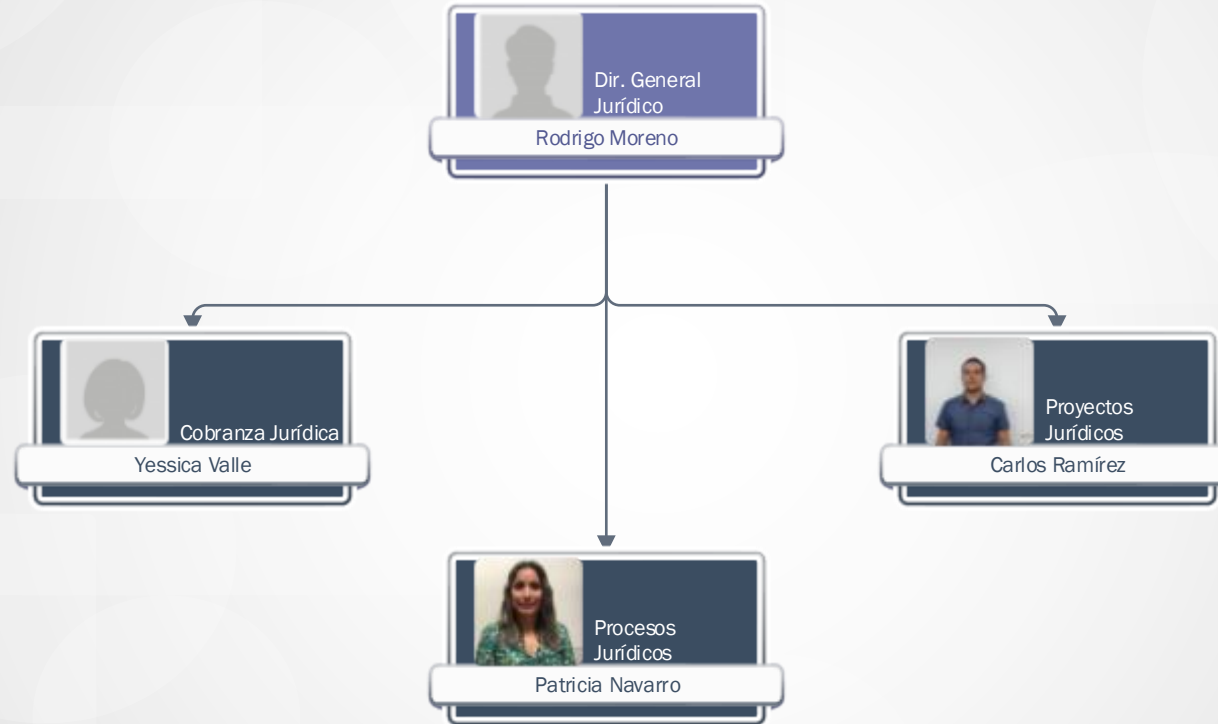 Dir. General
Jurídico
Rodrigo Moreno
Cobranza Jurídica
Yessica Valle
Proyectos
Jurídicos
Carlos Ramírez
Procesos
Jurídicos
Patricia Navarro